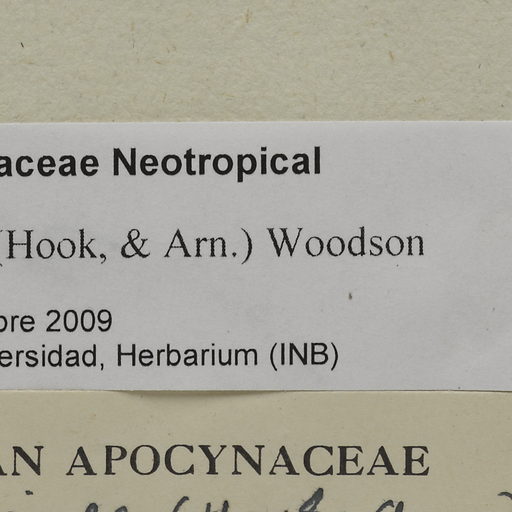 aceae Neotropical
(Hook, & Arn.) Woodson
bre 2009
ersidad, Herbarium (INB)
AN APOCYNACEAE